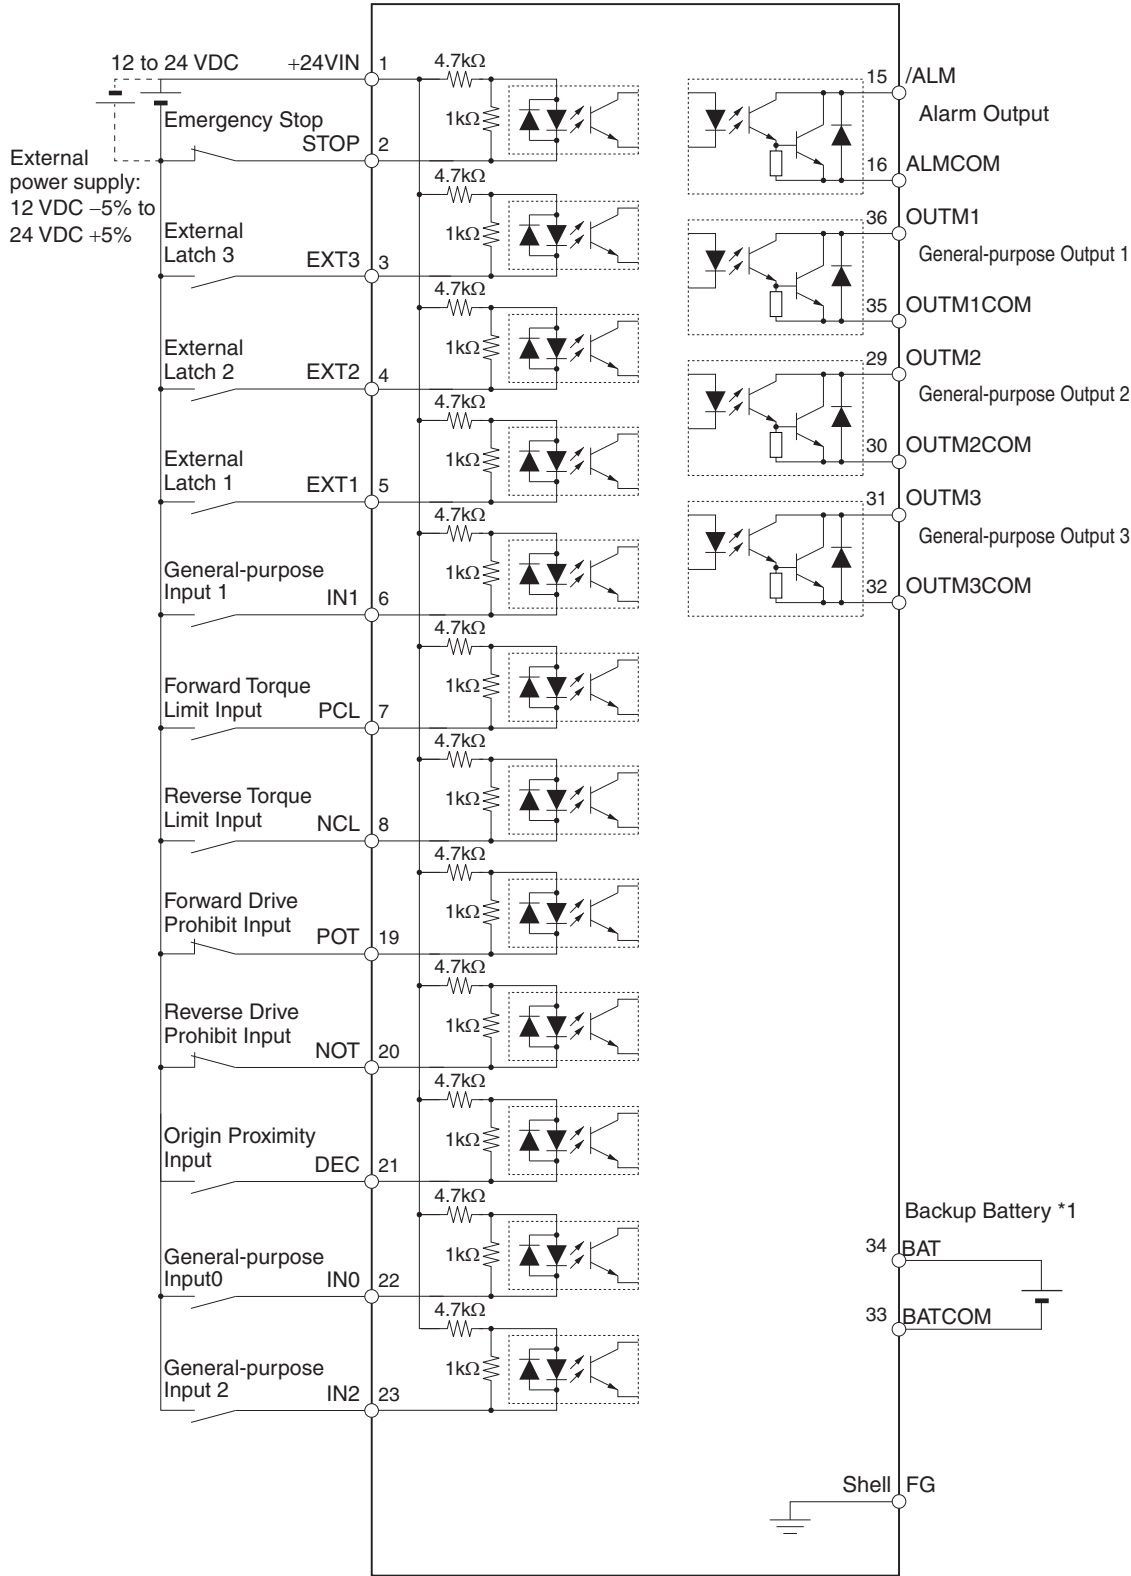 12 to 24 VDC
+24VIN
1
4.7kΩ
1kΩ
Emergency Stop
STOP
2
External
power supply:
12 VDC −5% to
24 VDC +5%
4.7kΩ
1kΩ
External
Latch 3
EXT3
3
4.7kΩ
1kΩ
External
Latch 2
EXT2
4
4.7kΩ
1kΩ
External
Latch 1
EXT1
5
4.7kΩ
1kΩ
General-purpose
Input 1
IN1
6
4.7kΩ
1kΩ
Forward Torque
Limit Input
PCL
7
4.7kΩ
1kΩ
Reverse Torque
Limit Input
NCL
8
4.7kΩ
1kΩ
Forward Drive
Prohibit Input
POT
19
4.7kΩ
1kΩ
Reverse Drive
Prohibit Input
NOT
20
4.7kΩ
1kΩ
Origin Proximity
Input
DEC
21
4.7kΩ
1kΩ
General-purpose
Input0
IN0
22
4.7kΩ
1kΩ
General-purpose
Input 2
IN2
23
15
/ALM
Alarm Output
16
ALMCOM
36
OUTM1
General-purpose Output 1
35
OUTM1COM
29
OUTM2
General-purpose Output 2
30
OUTM2COM
31
OUTM3
General-purpose Output 3
32
OUTM3COM
Backup Battery *1
34
BAT
33
BATCOM
Shell
FG